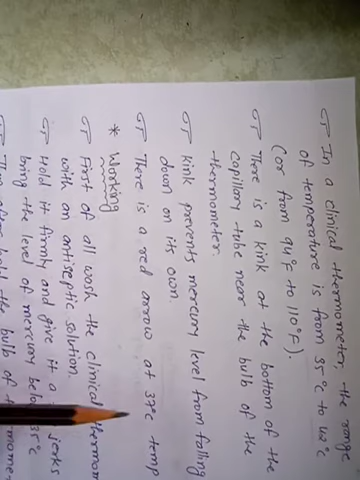 In a clinical thermometer, the range
of temperature is from 35°C to 42°C
(or from 94°F to 110°F).
There is a kink at the bottom of the
capillary tube near the bulb of the
thermometer.
Kink prevents mercury level from falling
down on its own.
There is a red arrow at 37°C temp
* Working
First of all wash the clinical thermom
with an antiseptic solution.
Hold it firmly and give it a jerks
bring the level of mercury below 35°C
hold the bulb of